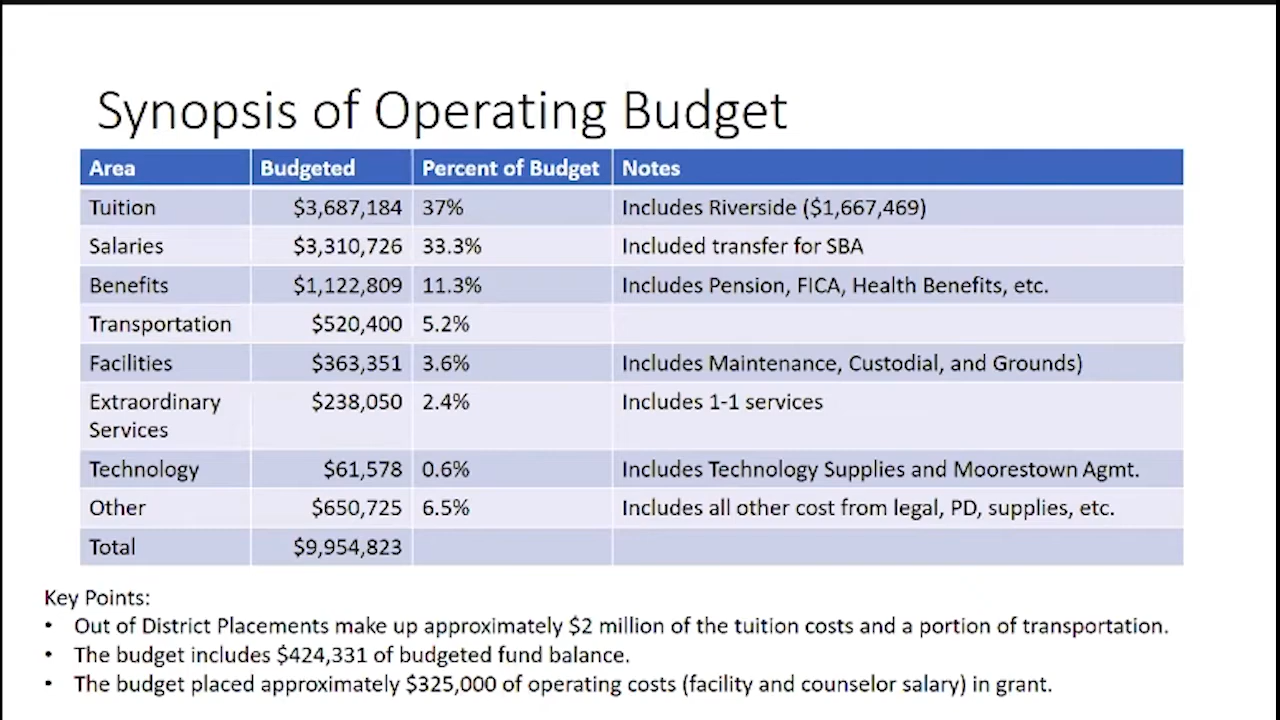 Synopsis of Operating Budget
Area Budgeted Percent of Budget Notes
Tuition $3,687,184 37% Includes Riverside ($1,667,469)
Salaries $3,310,726 33.3% Included transfer for SBA
Benefits $1,122,809 11.3% Includes Pension, FICA, Health Benefits, etc.
Transportation $520,400 5.2%
Facilities $363,351 3.6% Includes Maintenance, Custodial, and Grounds)
Extraordinary $238,050 2.4% Includes 1-1 services
Services
Technology $61,578 0.6% Includes Technology Supplies and Moorestown Agmt.
Other $650,725 6.5% Includes all other cost from legal, PD, supplies, etc.
Total $9,954,823
Key Points:
• Out of District Placements make up approximately $2 million of the tuition costs and a portion of transportation.
• The budget includes $424,331 of budgeted fund balance.
• The budget placed approximately $325,000 of operating costs (facility and counselor salary) in grant.